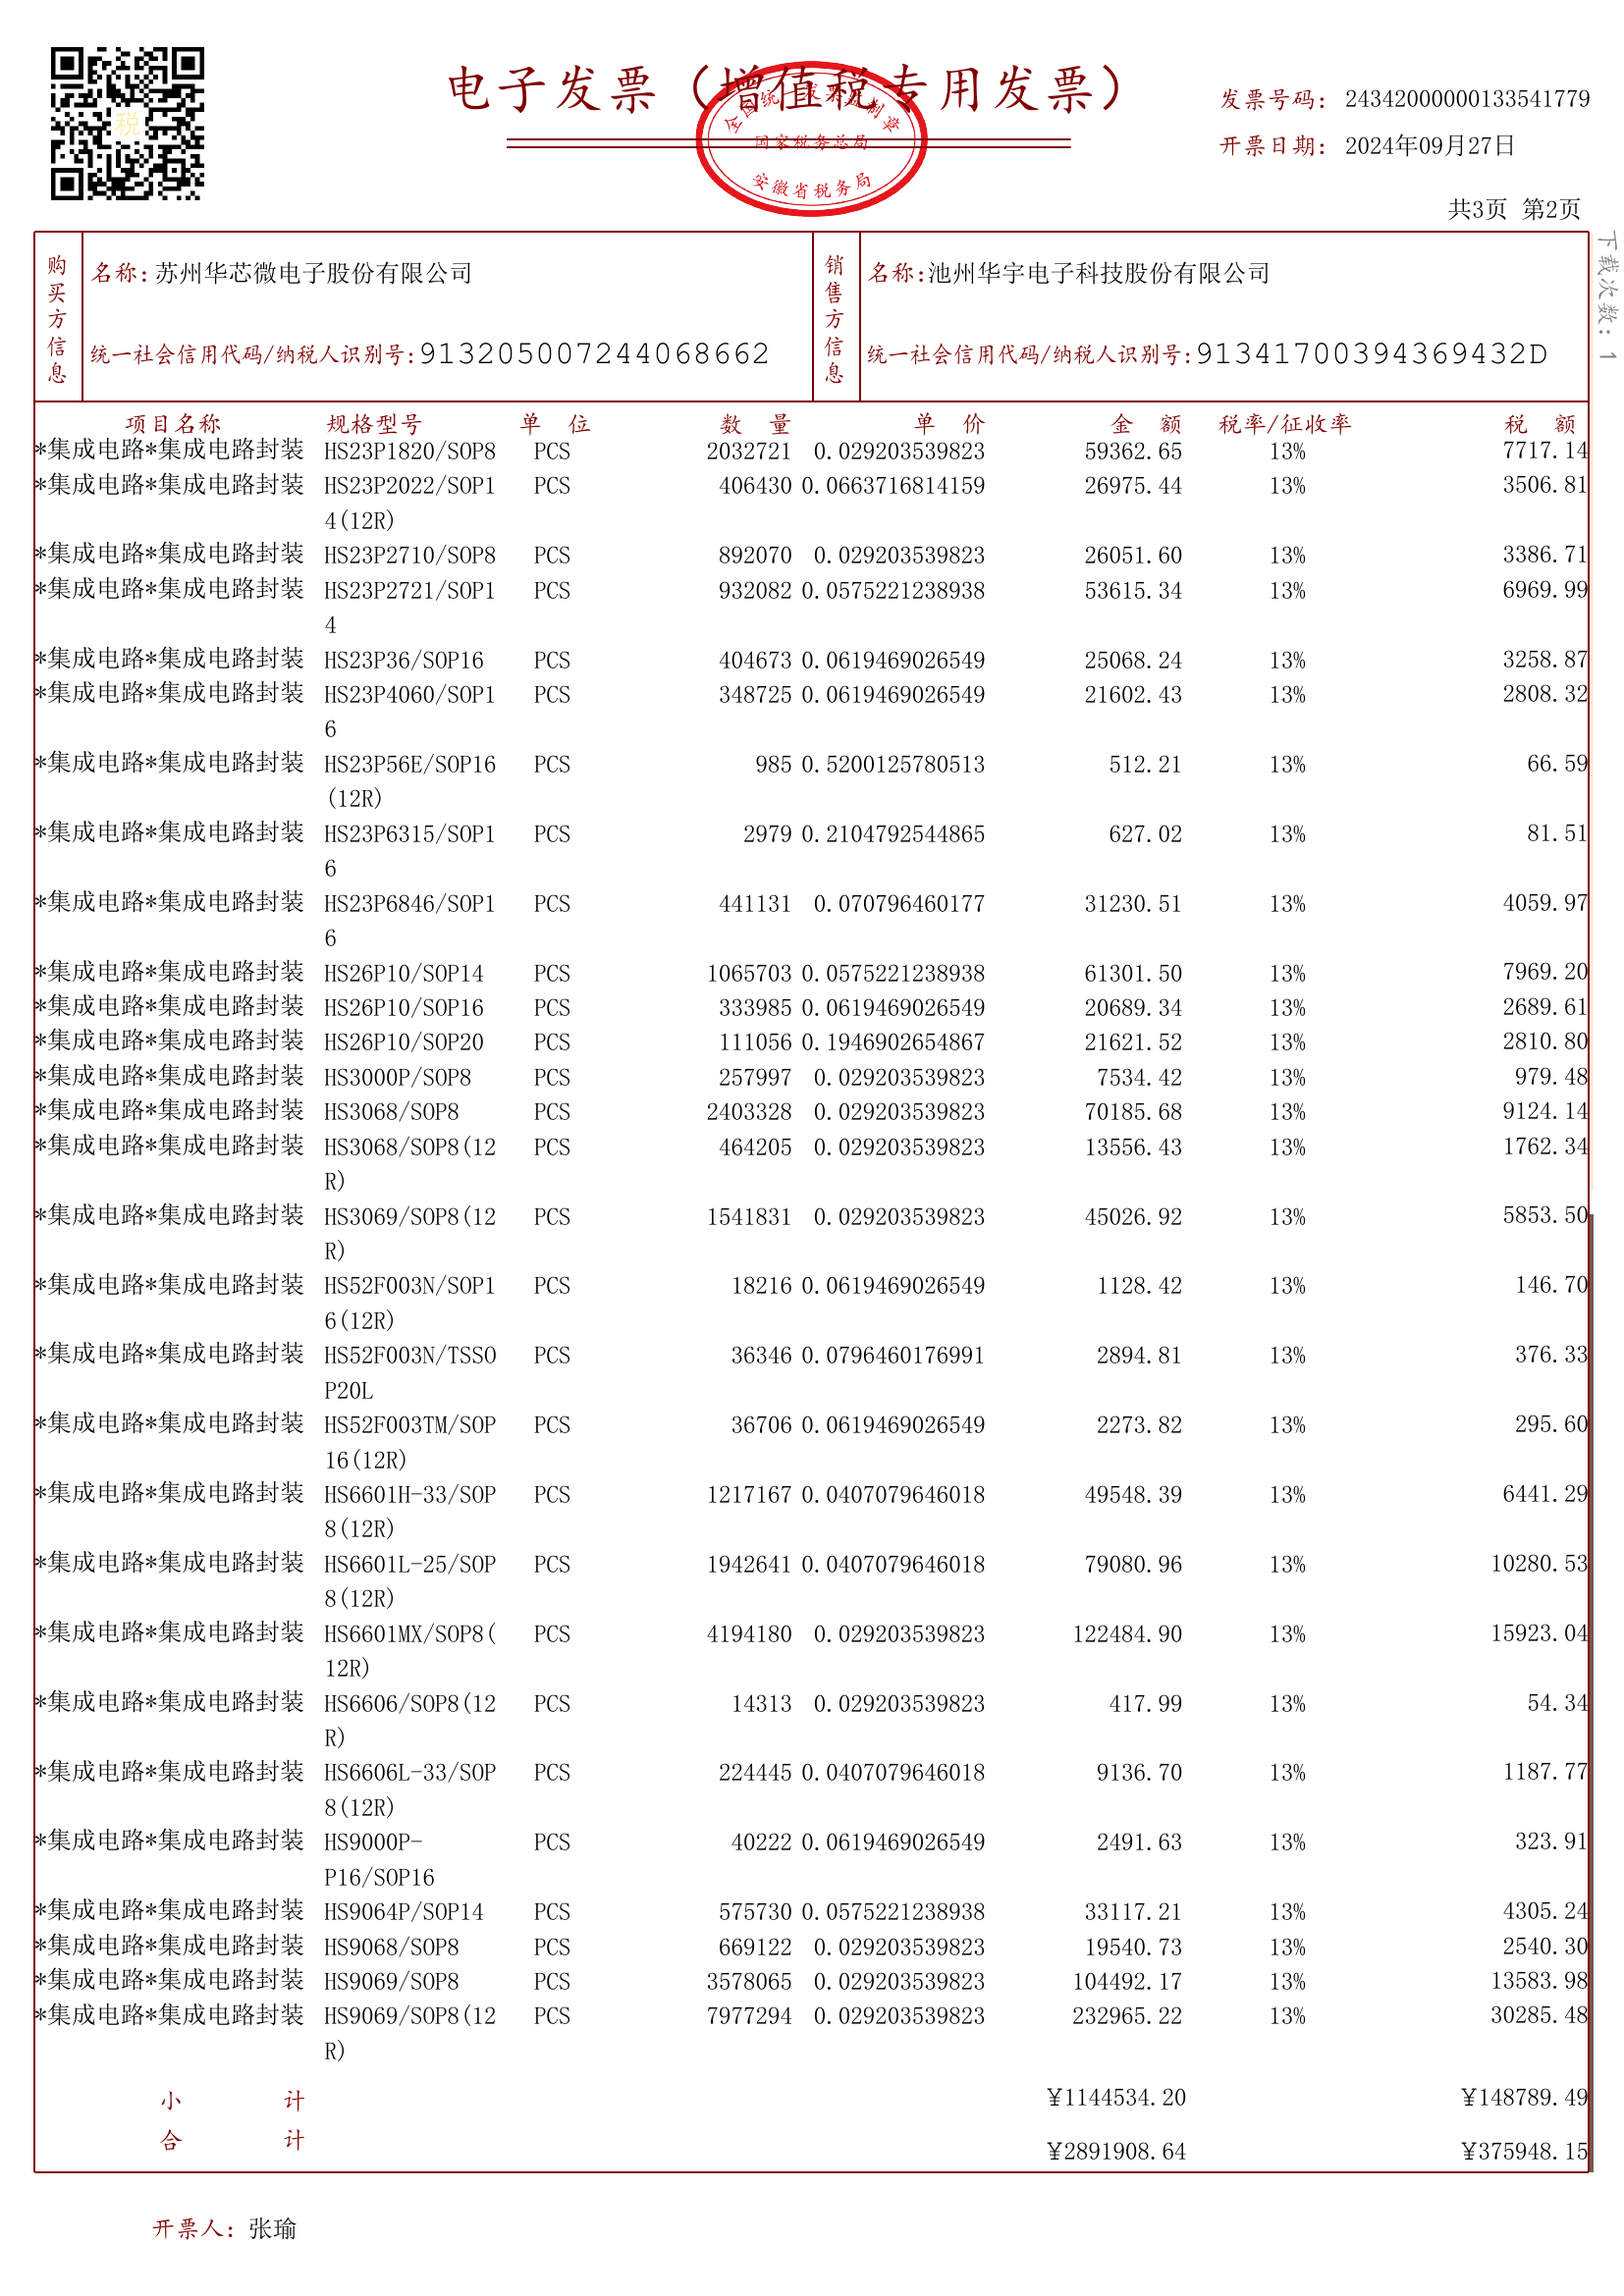 电子发票（增值税专用发票）
税
全国统一发票监制章
国家税务总局
安徽省税务局
发票号码：24342000000133541779
开票日期：2024年09月27日
共3页 第2页
下载次数：1
购买方信息
名称：苏州华芯微电子股份有限公司
统一社会信用代码/纳税人识别号：913205007244068662
销售方信息
名称：池州华宇电子科技股份有限公司
统一社会信用代码/纳税人识别号：91341700394369432D
项目名称 规格型号 单 位 数 量 单 价 金 额 税率/征收率 税 额
*集成电路*集成电路封装 HS23P1820/SOP8 PCS 2032721 0.029203539823 59362.65 13% 7717.14
*集成电路*集成电路封装 HS23P2022/SOP1 PCS 406430 0.0663716814159 26975.44 13% 3506.81
4(12R)
*集成电路*集成电路封装 HS23P2710/SOP8 PCS 892070 0.029203539823 26051.60 13% 3386.71
*集成电路*集成电路封装 HS23P2721/SOP1 PCS 932082 0.0575221238938 53615.34 13% 6969.99
4
*集成电路*集成电路封装 HS23P36/SOP16 PCS 404673 0.0619469026549 25068.24 13% 3258.87
*集成电路*集成电路封装 HS23P4060/SOP1 PCS 348725 0.0619469026549 21602.43 13% 2808.32
6
*集成电路*集成电路封装 HS23P56E/SOP16 PCS 985 0.5200125780513 512.21 13% 66.59
(12R)
*集成电路*集成电路封装 HS23P6315/SOP1 PCS 2979 0.2104792544865 627.02 13% 81.51
6
*集成电路*集成电路封装 HS23P6846/SOP1 PCS 441131 0.070796460177 31230.51 13% 4059.97
6
*集成电路*集成电路封装 HS26P10/SOP14 PCS 1065703 0.0575221238938 61301.50 13% 7969.20
*集成电路*集成电路封装 HS26P10/SOP16 PCS 333985 0.0619469026549 20689.34 13% 2689.61
*集成电路*集成电路封装 HS26P10/SOP20 PCS 111056 0.1946902654867 21621.52 13% 2810.80
*集成电路*集成电路封装 HS3000P/SOP8 PCS 257997 0.029203539823 7534.42 13% 979.48
*集成电路*集成电路封装 HS3068/SOP8 PCS 2403328 0.029203539823 70185.68 13% 9124.14
*集成电路*集成电路封装 HS3068/SOP8(12 PCS 464205 0.029203539823 13556.43 13% 1762.34
R)
*集成电路*集成电路封装 HS3069/SOP8(12 PCS 1541831 0.029203539823 45026.92 13% 5853.50
R)
*集成电路*集成电路封装 HS52F003N/SOP1 PCS 18216 0.0619469026549 1128.42 13% 146.70
6(12R)
*集成电路*集成电路封装 HS52F003N/TSSO PCS 36346 0.0796460176991 2894.81 13% 376.33
P20L
*集成电路*集成电路封装 HS52F003TM/SOP PCS 36706 0.0619469026549 2273.82 13% 295.60
16(12R)
*集成电路*集成电路封装 HS6601H-33/SOP PCS 1217167 0.0407079646018 49548.39 13% 6441.29
8(12R)
*集成电路*集成电路封装 HS6601L-25/SOP PCS 1942641 0.0407079646018 79080.96 13% 10280.53
8(12R)
*集成电路*集成电路封装 HS6601MX/SOP8( PCS 4194180 0.029203539823 122484.90 13% 15923.04
12R)
*集成电路*集成电路封装 HS6606/SOP8(12 PCS 14313 0.029203539823 417.99 13% 54.34
R)
*集成电路*集成电路封装 HS6606L-33/SOP PCS 224445 0.0407079646018 9136.70 13% 1187.77
8(12R)
*集成电路*集成电路封装 HS9000P- PCS 40222 0.0619469026549 2491.63 13% 323.91
P16/SOP16
*集成电路*集成电路封装 HS9064P/SOP14 PCS 575730 0.0575221238938 33117.21 13% 4305.24
*集成电路*集成电路封装 HS9068/SOP8 PCS 669122 0.029203539823 19540.73 13% 2540.30
*集成电路*集成电路封装 HS9069/SOP8 PCS 3578065 0.029203539823 104492.17 13% 13583.98
*集成电路*集成电路封装 HS9069/SOP8(12 PCS 7977294 0.029203539823 232965.22 13% 30285.48
R)
小 计 ¥1144534.20 ¥148789.49
合 计 ¥2891908.64 ¥375948.15
开票人：张瑜